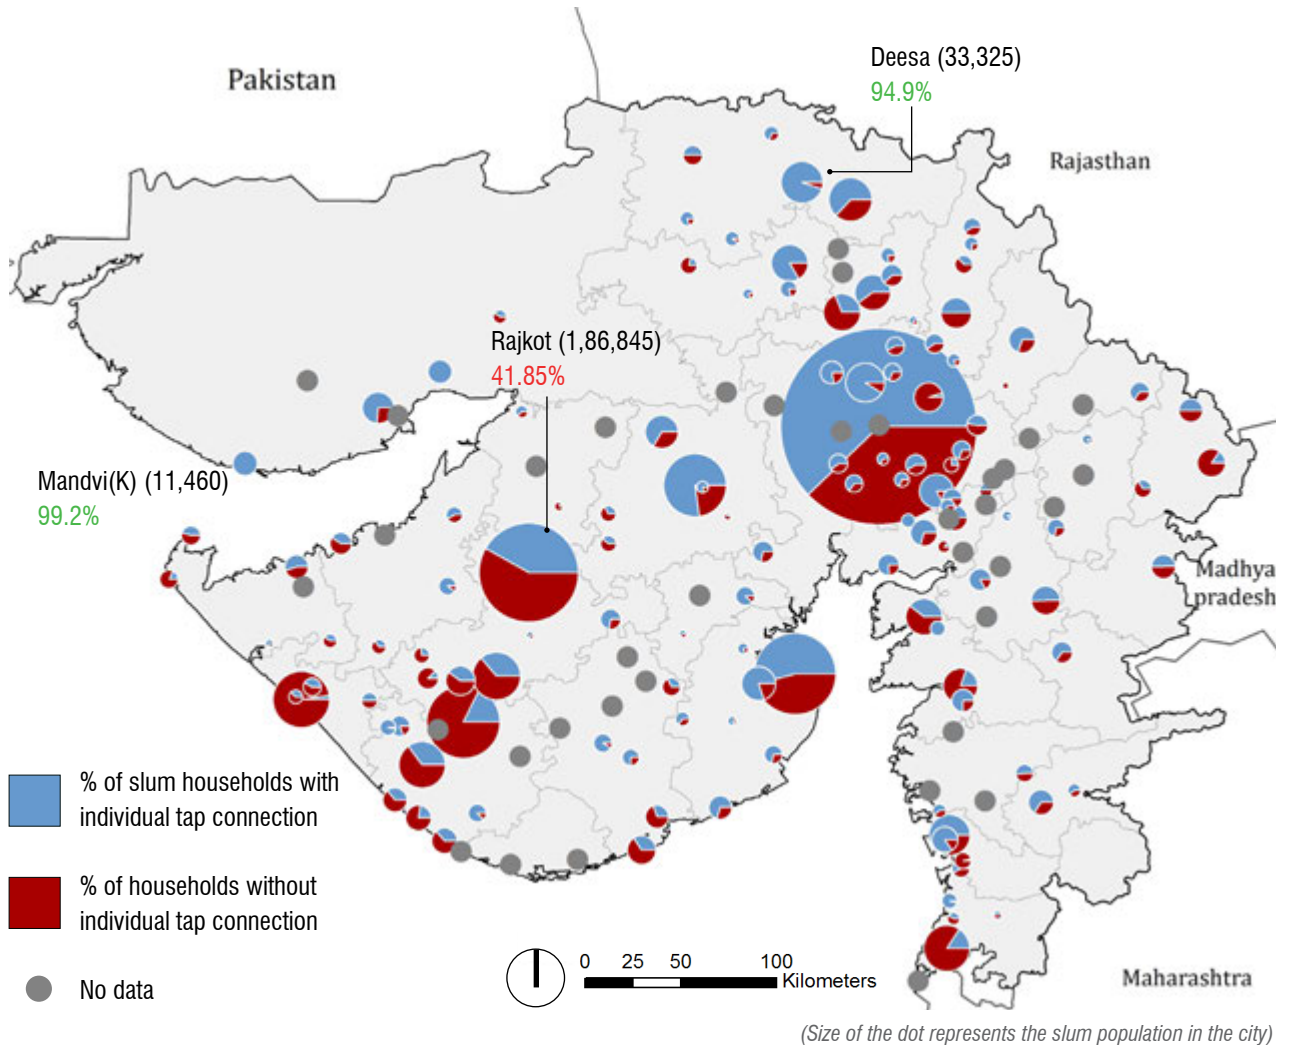 Pakistan
Deesa (33,325)
94.9%
Rajasthan
Rajkot (1,86,845)
41.85%
Mandvi(K) (11,460)
99.2%
Madhya
pradesh
% of slum households with
individual tap connection
% of households without
individual tap connection
No data
0 25 50 100
Kilometers
Maharashtra
(Size of the dot represents the slum population in the city)